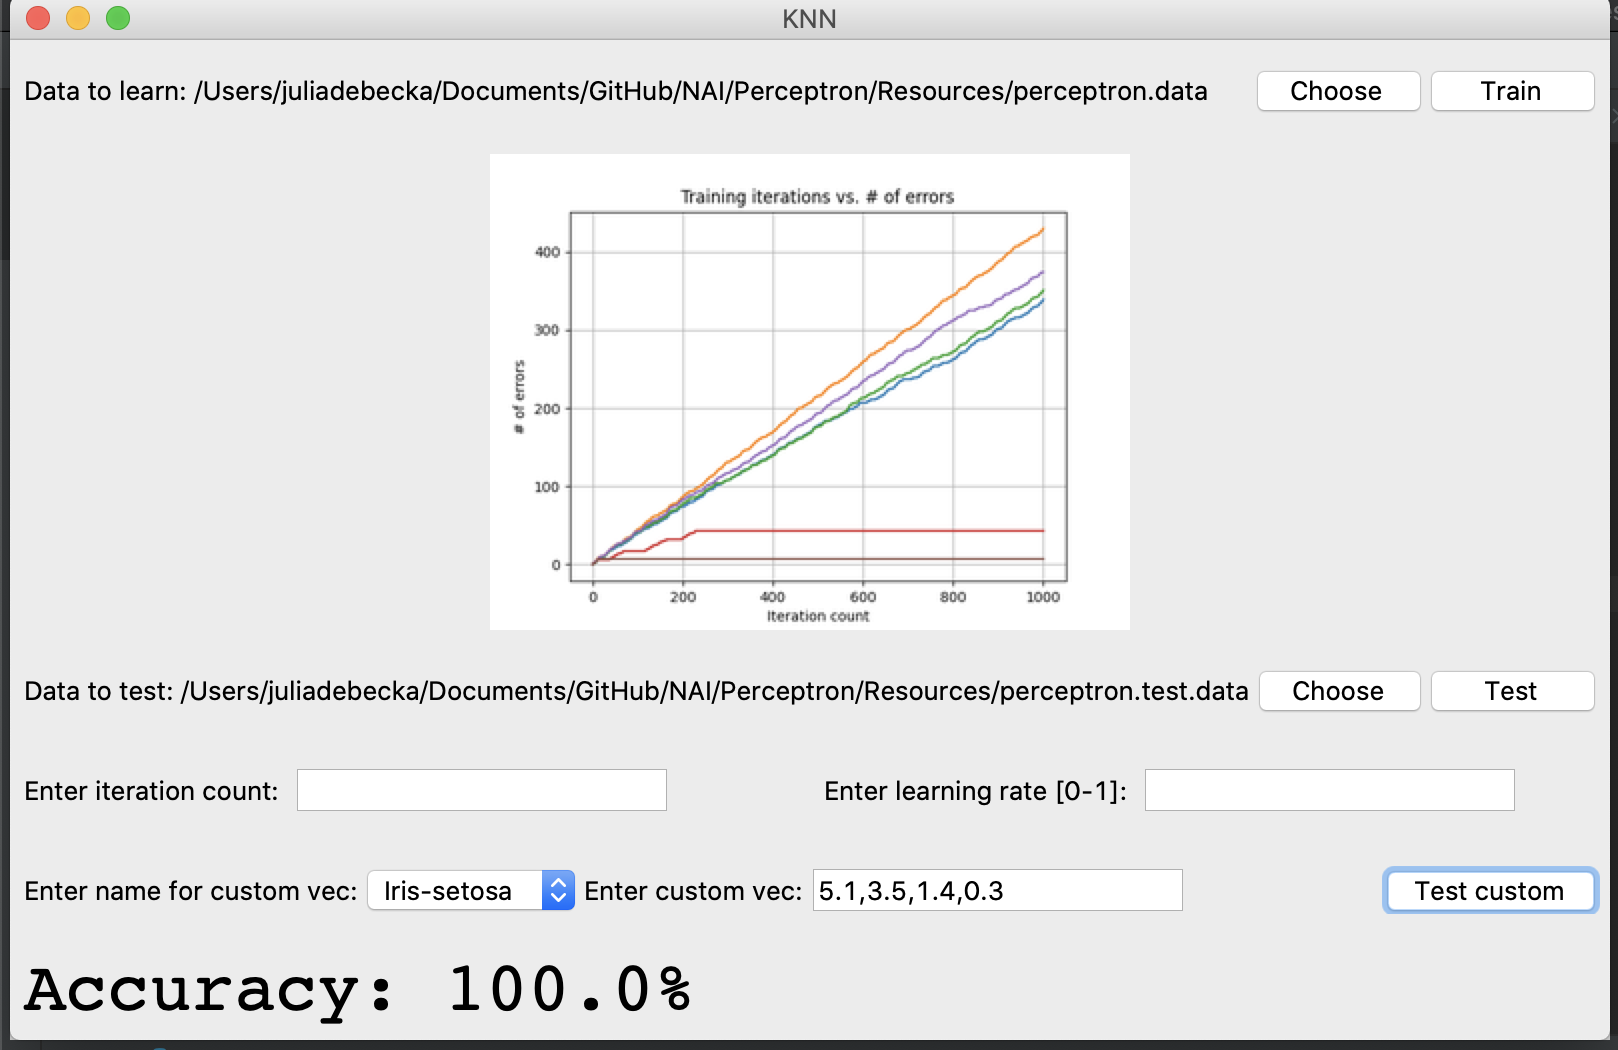 KNN
Data to learn: /Users/juliadebecka/Documents/GitHub/NAI/Perceptron/Resources/perceptron.data Choose Train
Training iterations vs. # of errors
400
300
200
100
0
# of errors
0 200 400 600 800 1000
Iteration count
Data to test: /Users/juliadebecka/Documents/GitHub/NAI/Perceptron/Resources/perceptron.test.data Choose Test
Enter iteration count: Enter learning rate [0-1]:
Enter name for custom vec: Iris-setosa Enter custom vec: 5.1,3.5,1.4,0.3 Test custom
Accuracy: 100.0%